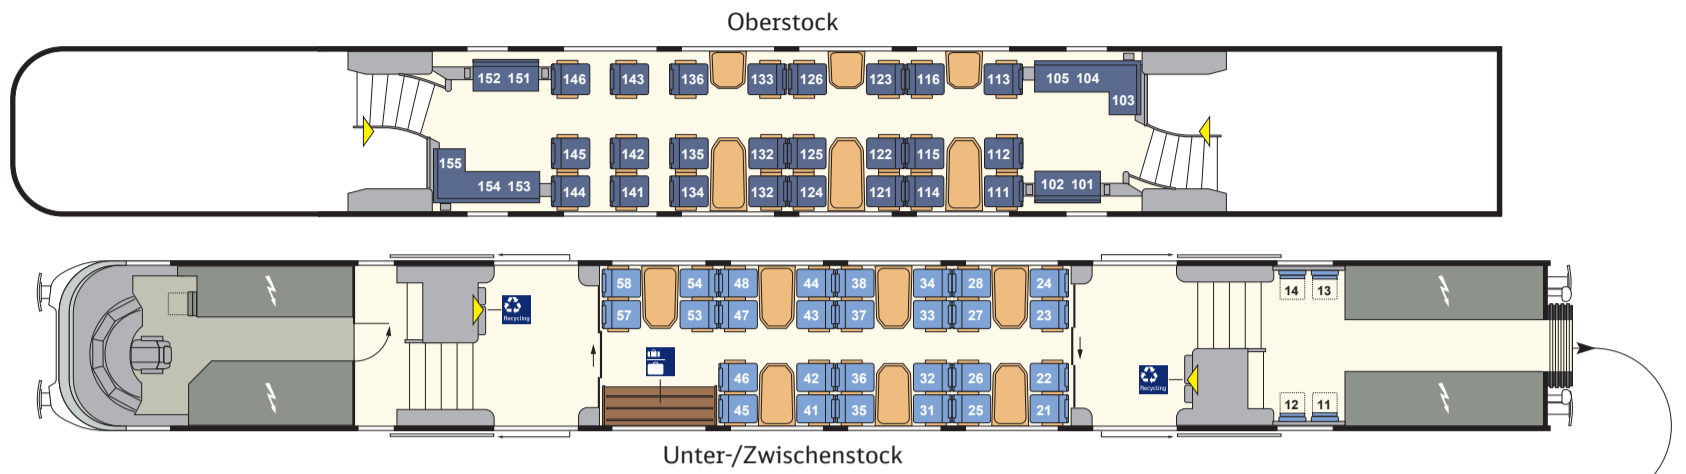 Oberstock
152 151 146 143 136 133 126 123 116 113 105 104
103
155 145 142 135 132 125 122 115 112
154 153 144 141 134 132 124 121 114 111 102 101
58 54 48 44 38 34 28 24 14 13
57 53 47 43 37 33 27 23
Recycling
46 42 36 32 26 22
Recycling
45 41 35 31 25 21 12 11
Unter-/Zwischenstock